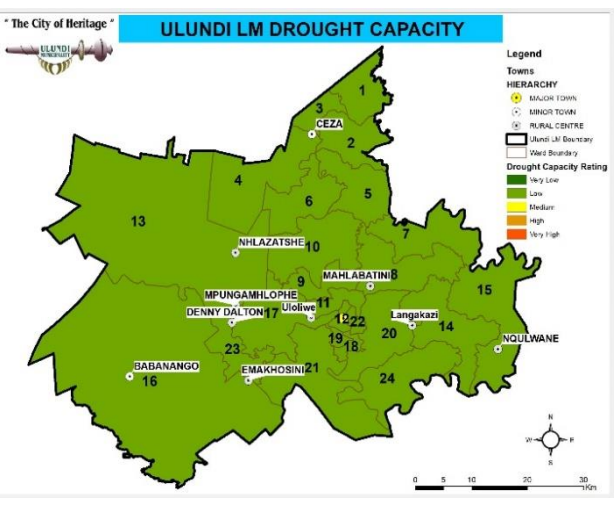 " The City of Heritage "
ULUNDI
MUNICIPALITY
ULUNDI LM DROUGHT CAPACITY
Legend
Towns
HIERARCHY
MAJOR TOWN
MINOR TOWN
RURAL CENTRE
Ulundi LM Boundary
Ward Boundary
Drought Capacity Rating
Very Low
Low
Medium
High
Very High
1
3
CEZA
2
4
5
6
13
7
NHLAZATSHE 10
MAHLABATINI 8
9
15
MPUNGAMHLOPHE
11
DENNY DALTON 17
Ululiwe
12 22
Langakazi
14
20
19
18
23
NQULWANE
BABANANGO
16
EMAKHOSINI 21
24
N
W E
S
0 5 10 20 30
Km